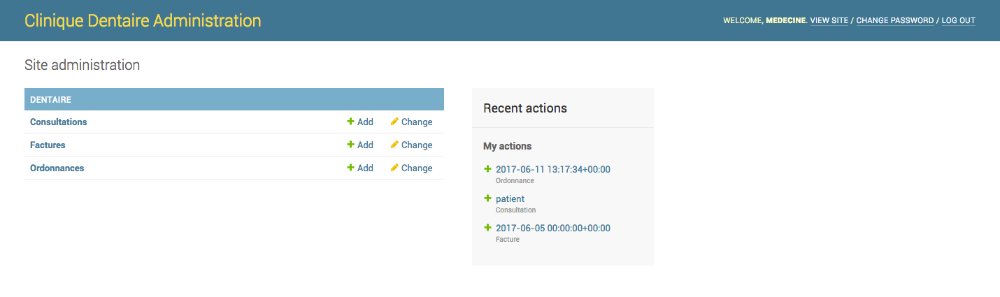 Clinique Dentaire Administration
WELCOME, MEDECINE. VIEW SITE / CHANGE PASSWORD / LOG OUT
Site administration
DENTAIRE
Consultations Add Change
Factures Add Change
Ordonnances Add Change
Recent actions
My actions
2017-06-11 13:17:34+00:00
Ordonnance
patient
Consultation
2017-06-05 00:00:00+00:00
Facture